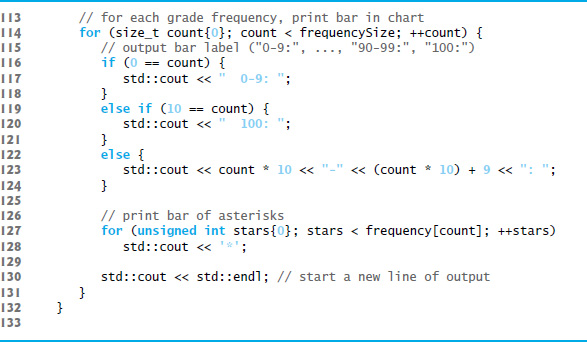 113 // for each grade frequency, print bar in chart
114 for (size_t count{0}; count < frequencySize; ++count) {
115 // output bar label ("0-9:", ..., "90-99:", "100:")
116 if (0 == count) {
117 std::cout << "  0-9: ";
118 }
119 else if (10 == count) {
120 std::cout << "  100: ";
121 }
122 else {
123 std::cout << count * 10 << "-" << (count * 10) + 9 << ": ";
124 }
125
126 // print bar of asterisks
127 for (unsigned int stars{0}; stars < frequency[count]; ++stars)
128 std::cout << '*';
129
130 std::cout << std::endl; // start a new line of output
131 }
132 }
133